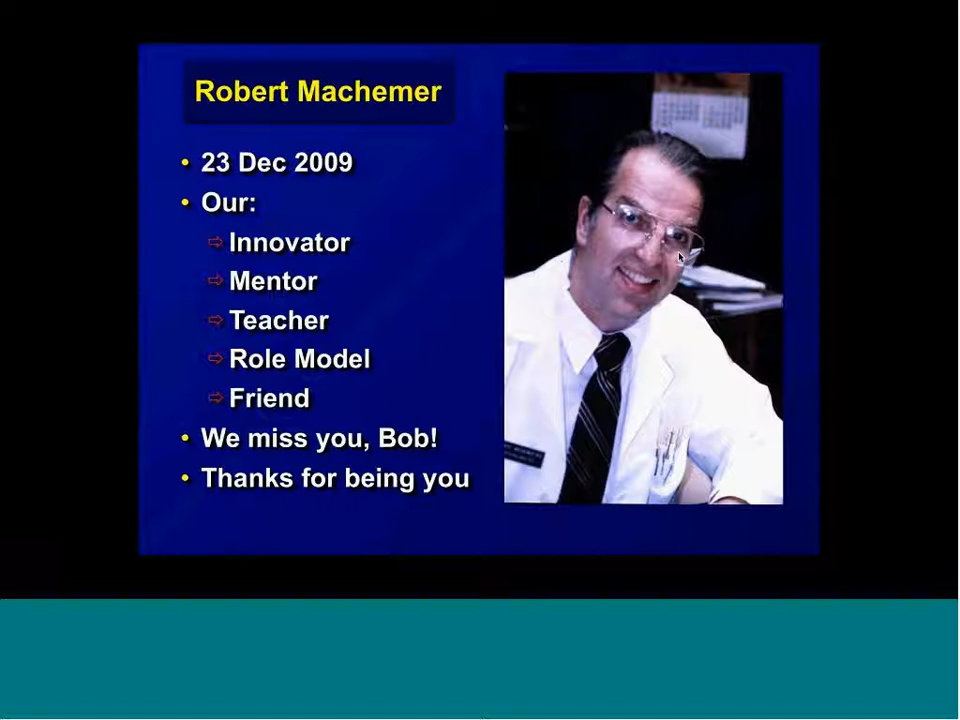 Robert Machemer
• 23 Dec 2009
• Our:
⇨ Innovator
⇨ Mentor
⇨ Teacher
⇨ Role Model
⇨ Friend
• We miss you, Bob!
• Thanks for being you